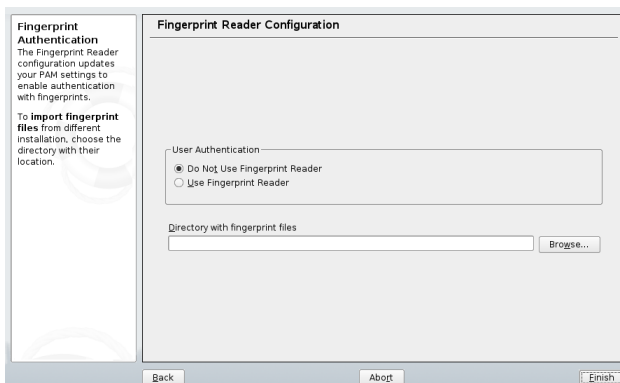 Fingerprint
Authentication
The Fingerprint Reader
configuration updates
your PAM settings to
enable authentication
with fingerprints.
To import fingerprint
files from different
installation, choose the
directory with their
location.
Fingerprint Reader Configuration
User Authentication
Do Not Use Fingerprint Reader
Use Fingerprint Reader
Directory with fingerprint files
Browse...
Back
Abort
Finish